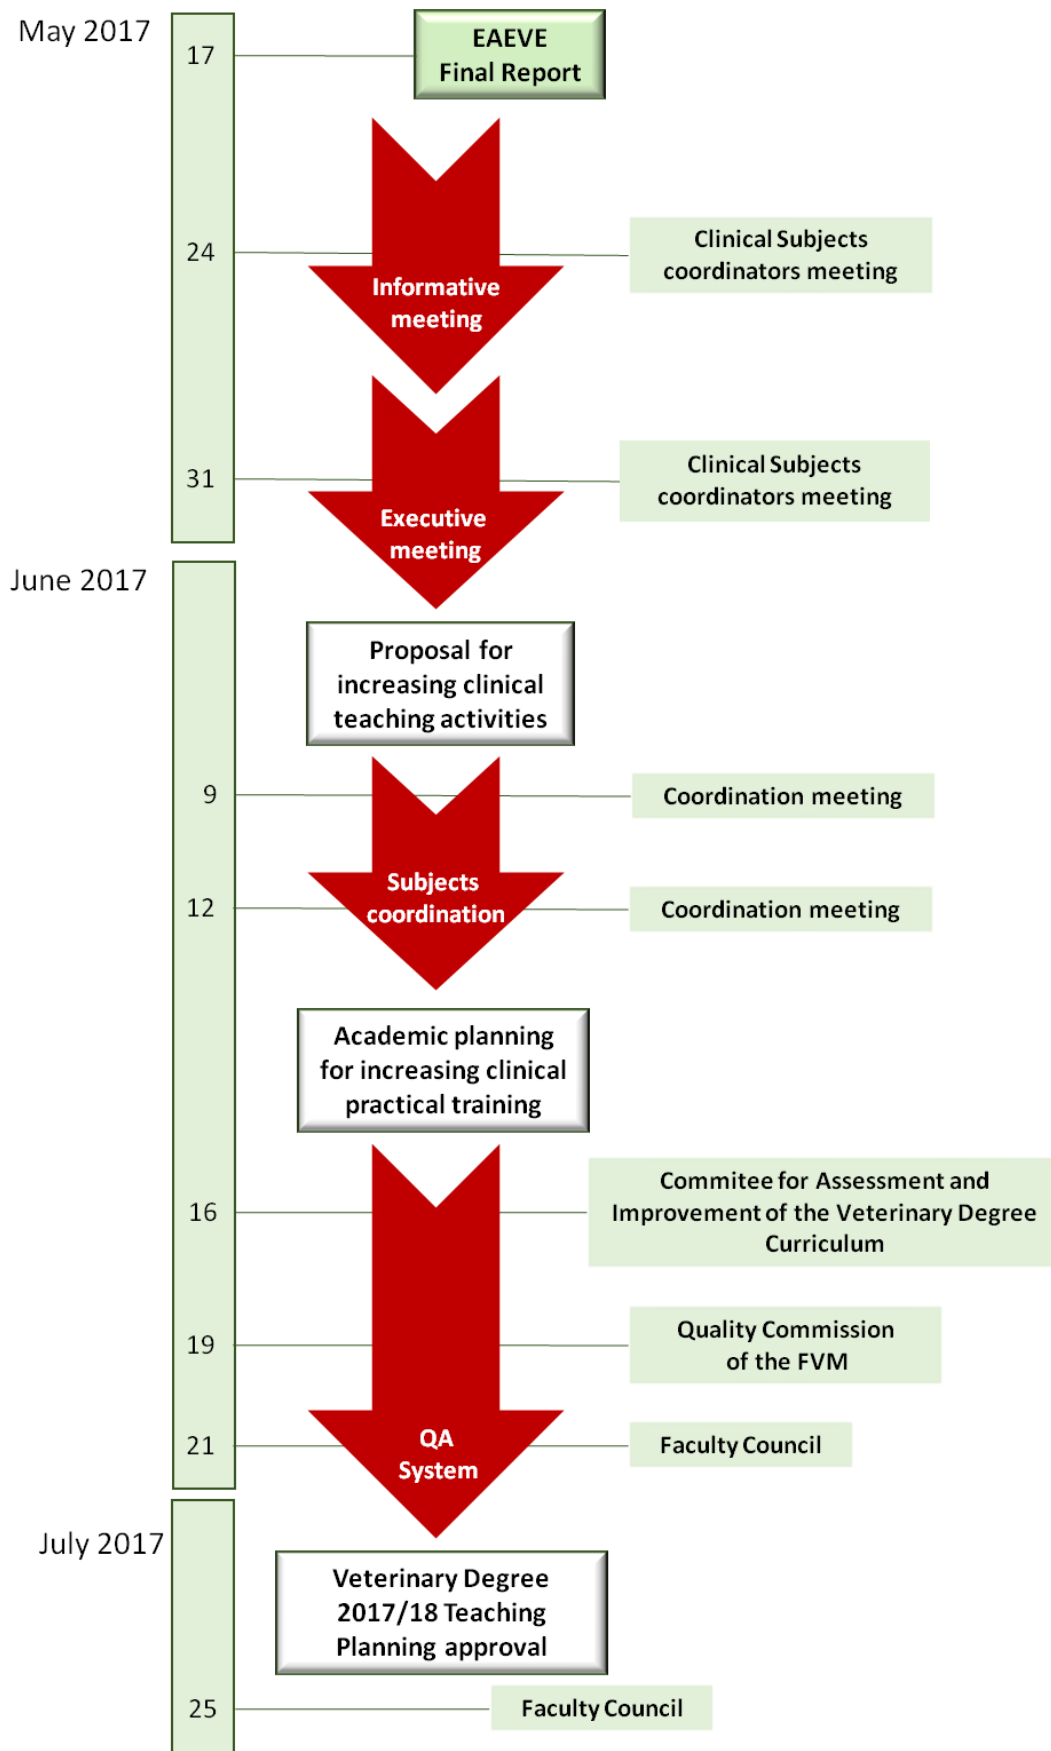 May 2017
17
EAEVE
Final Report
24
Informative
meeting
Clinical Subjects
coordinators meeting
31
Executive
meeting
Clinical Subjects
coordinators meeting
June 2017
Proposal for
increasing clinical
teaching activities
9
Coordination meeting
Subjects
coordination
12
Coordination meeting
Academic planning
for increasing clinical
practical training
16
Commitee for Assessment and
Improvement of the Veterinary Degree
Curriculum
19
Quality Commission
of the FVM
21
QA
System
Faculty Council
July 2017
Veterinary Degree
2017/18 Teaching
Planning approval
25
Faculty Council